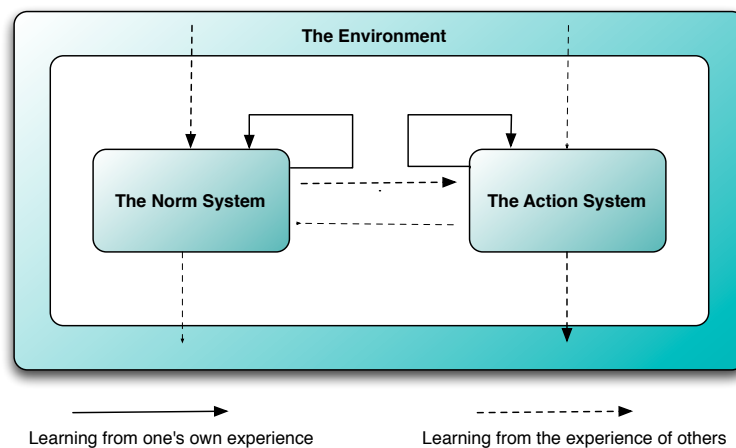 The Environment
The Norm System
The Action System
Learning from one's own experience
Learning from the experience of others